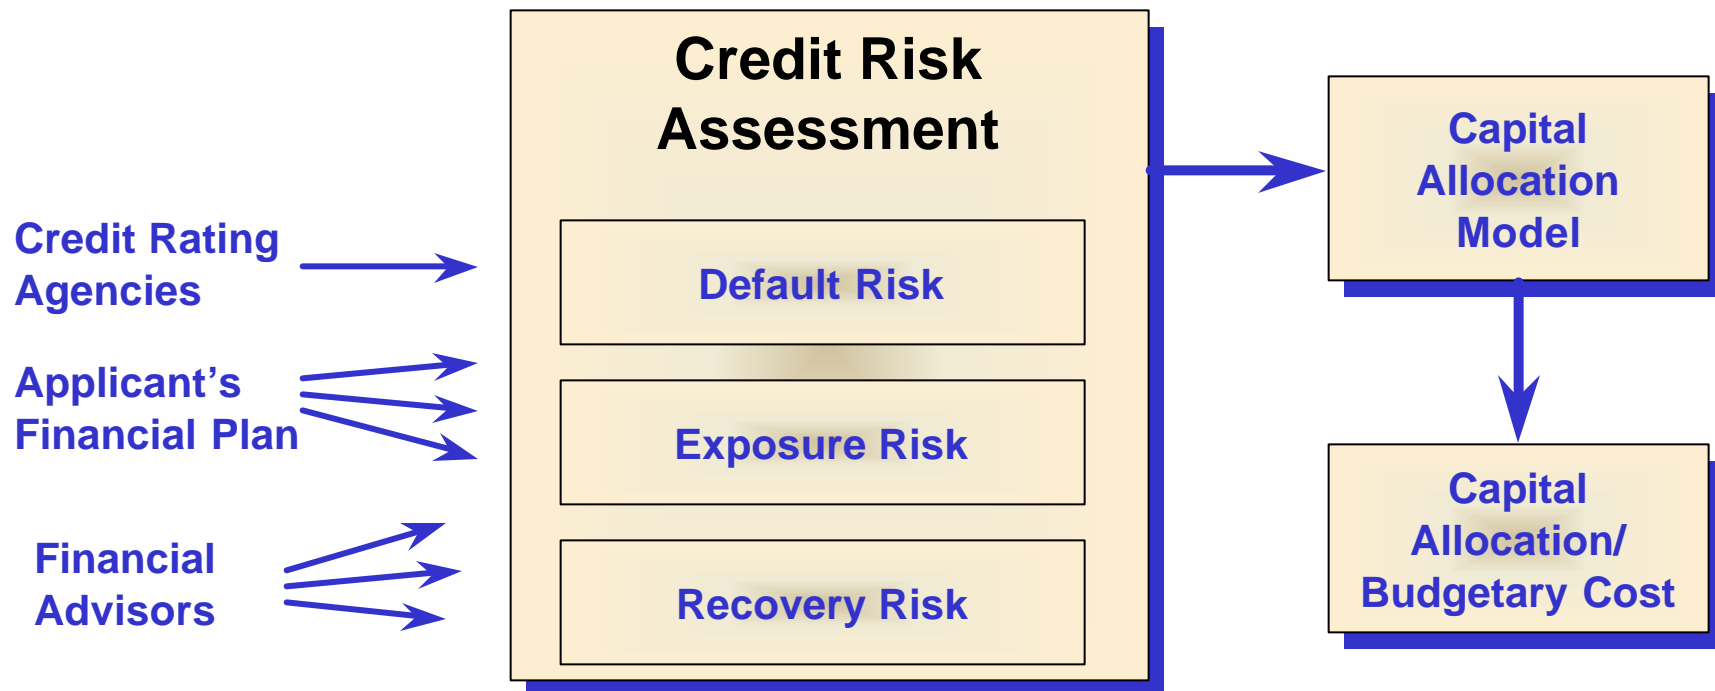 Credit Risk
Assessment
Credit Rating
Agencies
Applicant’s
Financial Plan
Financial
Advisors
Default Risk
Exposure Risk
Recovery Risk
Capital
Allocation
Model
Capital
Allocation/
Budgetary Cost